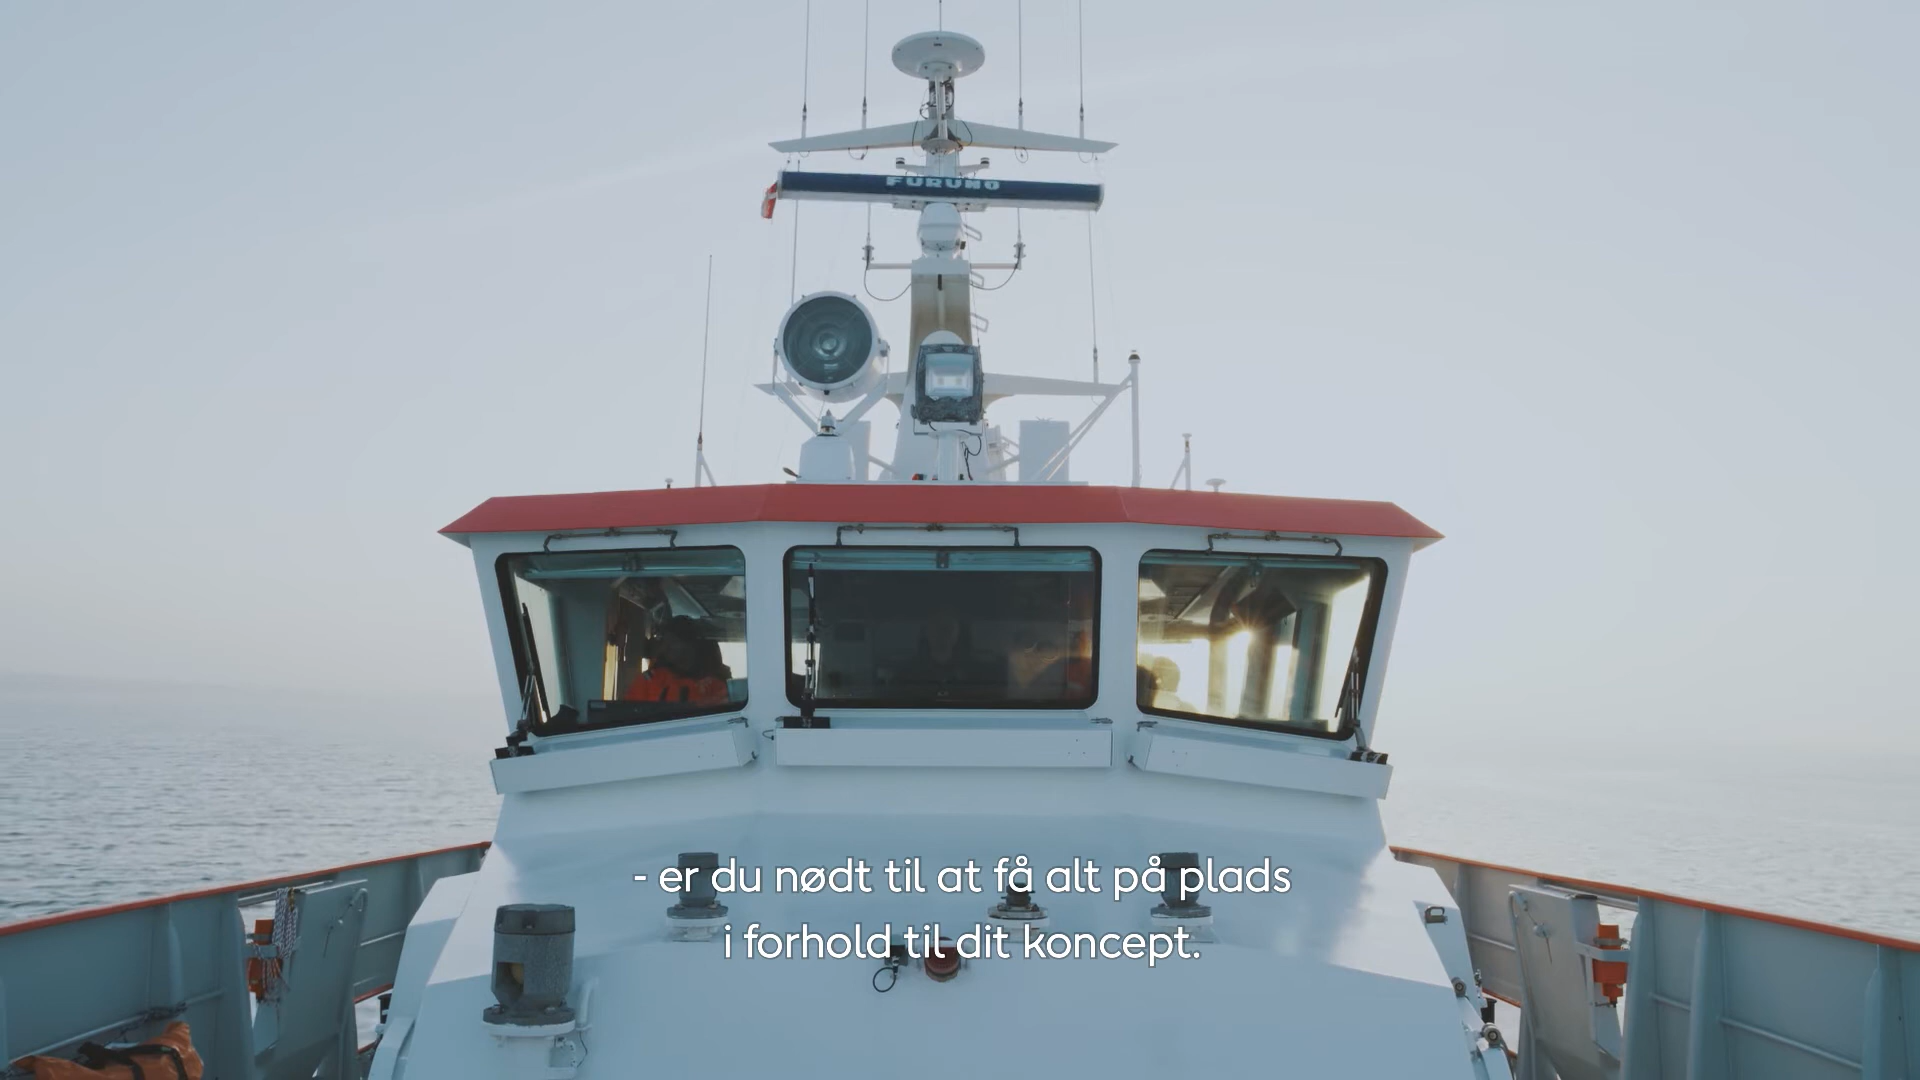 FURUNO
- er du nødt til at få alt på plads
i forhold til dit koncept.